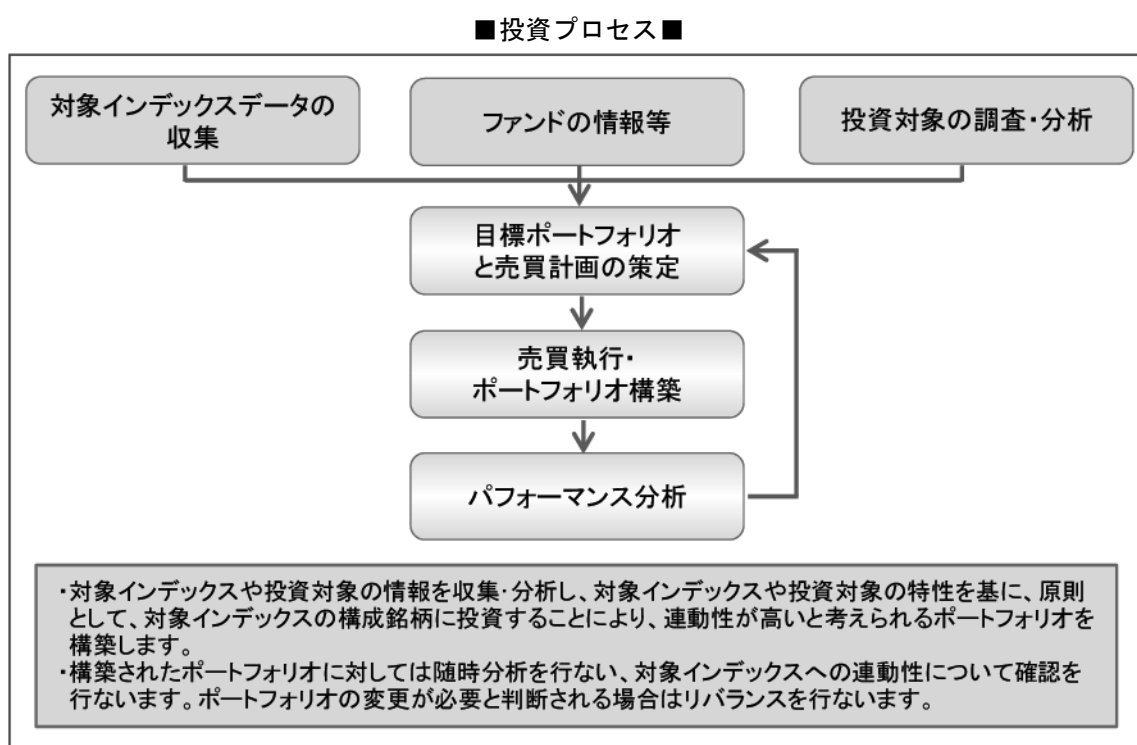 ■投資プロセス■
対象インデックスデータの
収集
ファンドの情報等
投資対象の調査・分析
目標ポートフォリオ
と売買計画の策定
売買執行・
ポートフォリオ構築
パフォーマンス分析
・対象インデックスや投資対象の情報を収集・分析し、対象インデックスや投資対象の特性を基に、原則
として、対象インデックスの構成銘柄に投資することにより、連動性が高いと考えられるポートフォリオを
構築します。
・構築されたポートフォリオに対しては随時分析を行ない、対象インデックスへの連動性について確認を
行ないます。ポートフォリオの変更が必要と判断される場合はリバランスを行ないます。